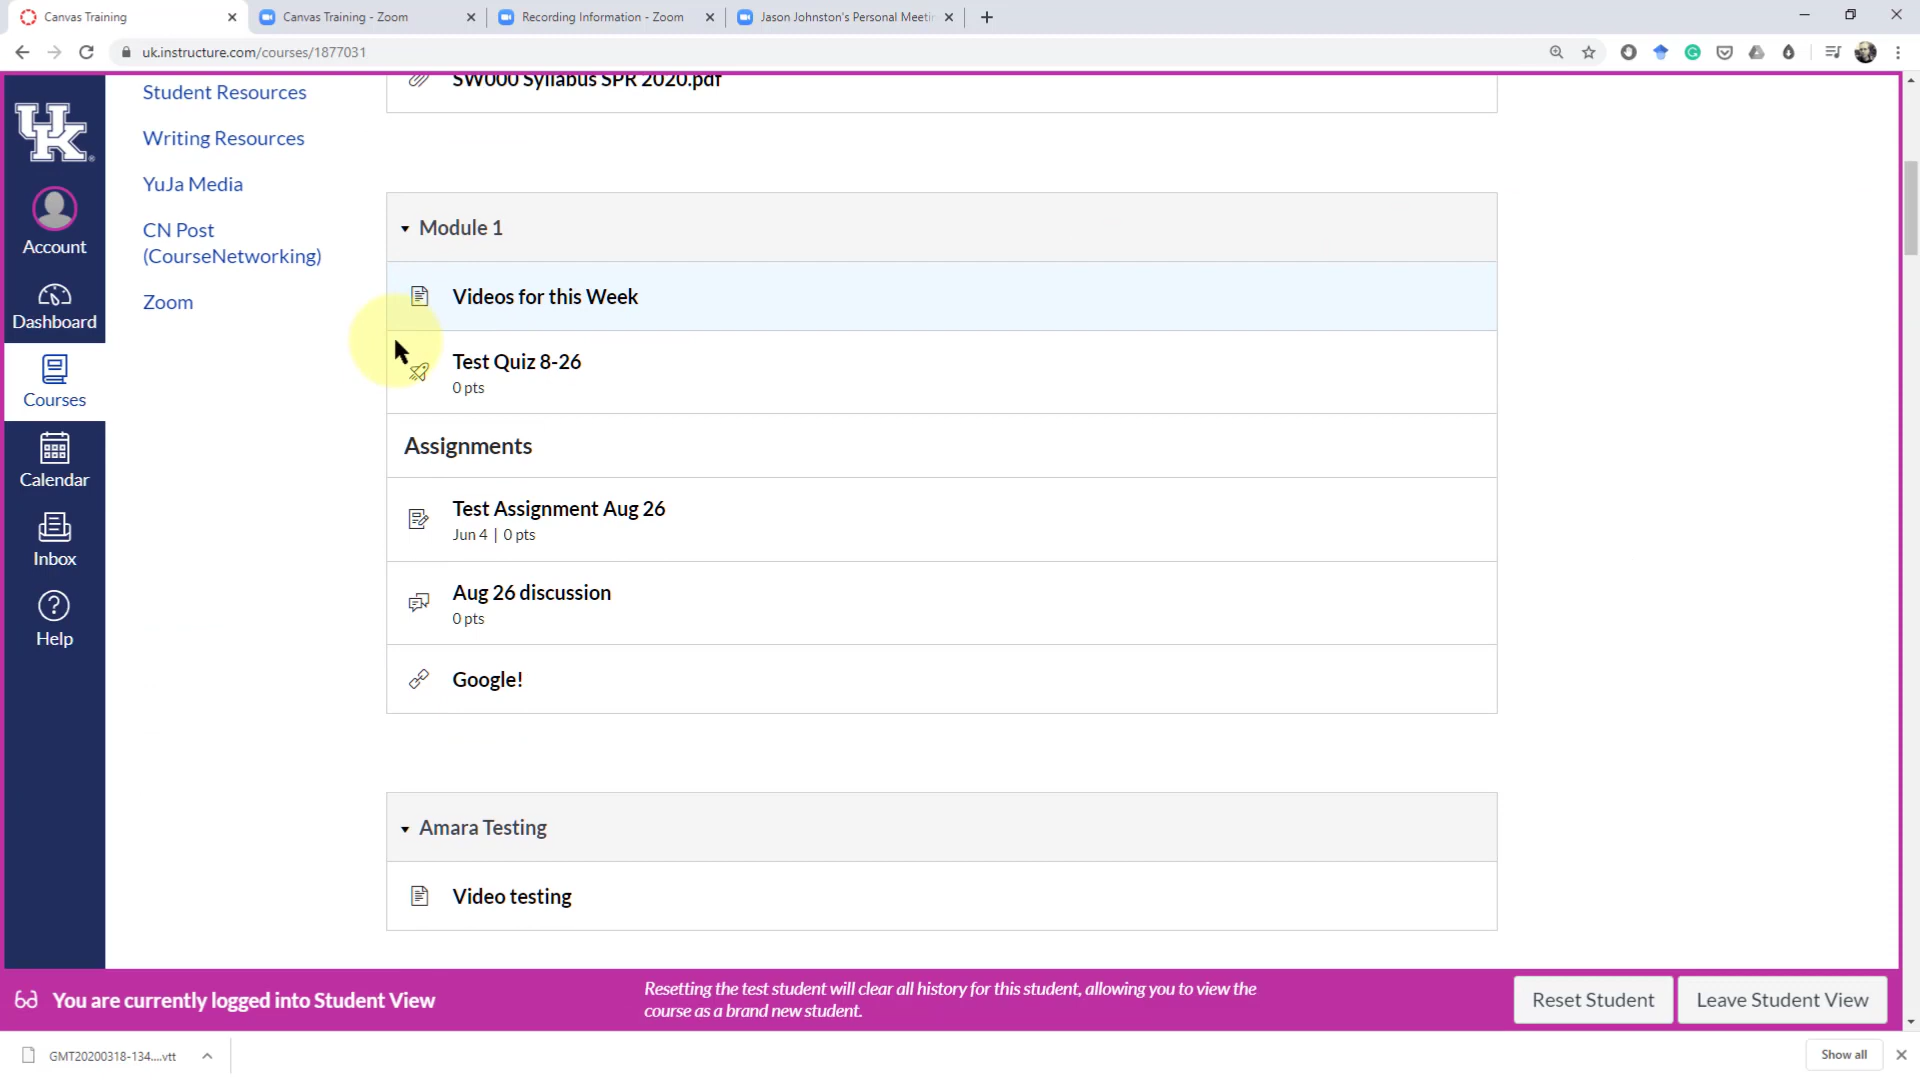 Canvas Training
Canvas Training - Zoom
Recording Information - Zoom
Jason Johnston's Personal Meeti
uk.instructure.com/courses/1877031
UK
Account
Dashboard
Courses
Calendar
Inbox
Help
Student Resources
Writing Resources
YuJa Media
CN Post
(CourseNetworking)
Zoom
SW000 Syllabus SPR 2020.pdf
Module 1
Videos for this Week
Test Quiz 8-26
0 pts
Assignments
Test Assignment Aug 26
Jun 4 | 0 pts
Aug 26 discussion
0 pts
Google!
Amara Testing
Video testing
You are currently logged into Student View
Resetting the test student will clear all history for this student, allowing you to view the
course as a brand new student.
Reset Student
Leave Student View
GMT20200318-134....vtt
Show all